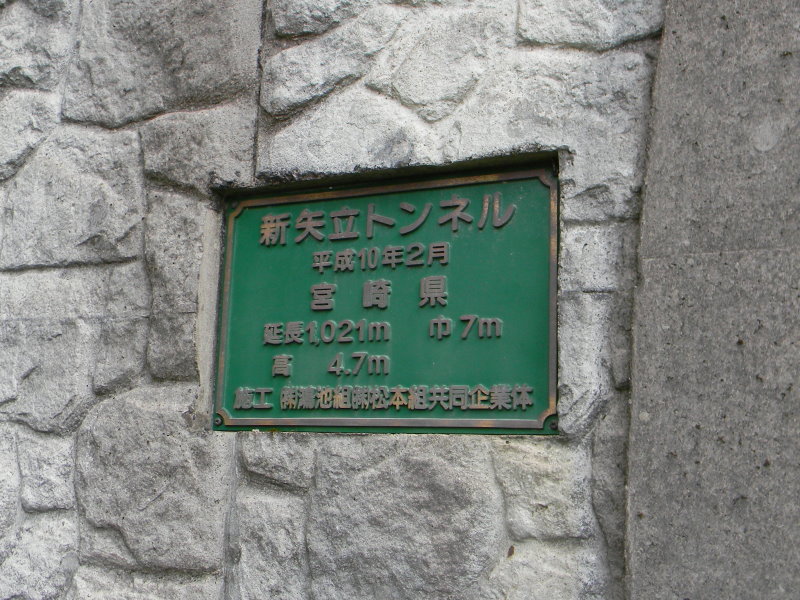 新矢立トンネル
平成10年2月
宮崎県
延長1,021m 巾7m
高 4.7m
施工 ㈱鴻池組㈱松本組共同企業体